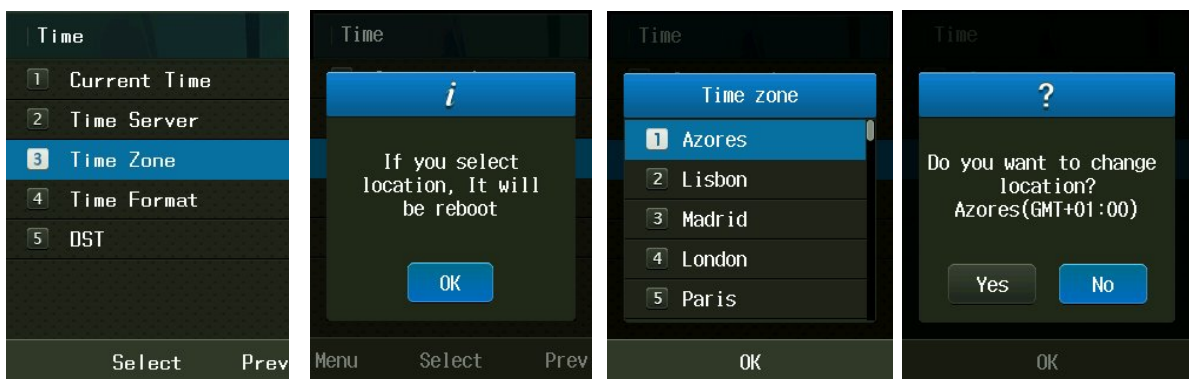 Time
1 Current Time
2 Time Server
3 Time Zone
4 Time Format
5 DST
Select Prev
Time
i
If you select
location, It will
be reboot
OK
Menu Select Prev
Time
Time zone
1 Azores
2 Lisbon
3 Madrid
4 London
5 Paris
OK
Time
?
Do you want to change
location?
Azores(GMT+01:00)
Yes No
OK